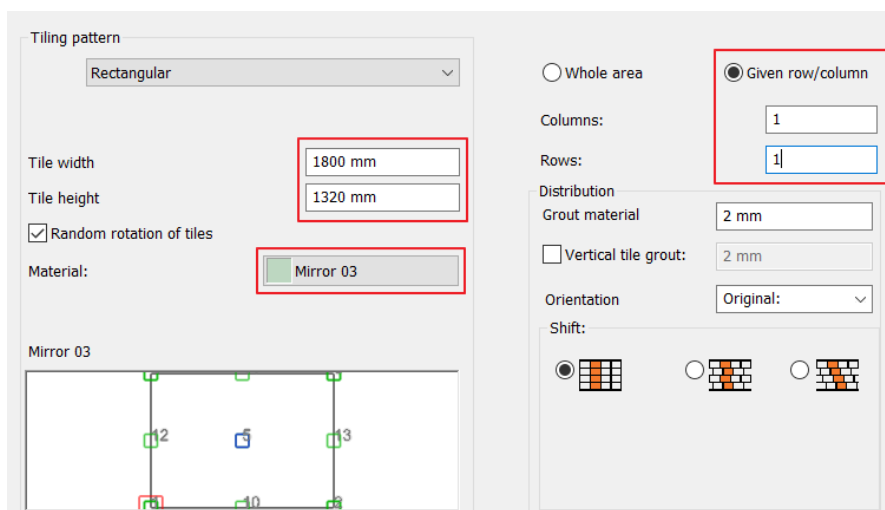 Tiling pattern
Rectangular
Tile width
1800 mm
Tile height
1320 mm
Random rotation of tiles
Material:
Mirror 03
Mirror 03
12
5
13
10
Whole area
Given row/column
Columns:
1
Rows:
1
Distribution
Grout material
2 mm
Vertical tile grout:
2 mm
Orientation
Original:
Shift: